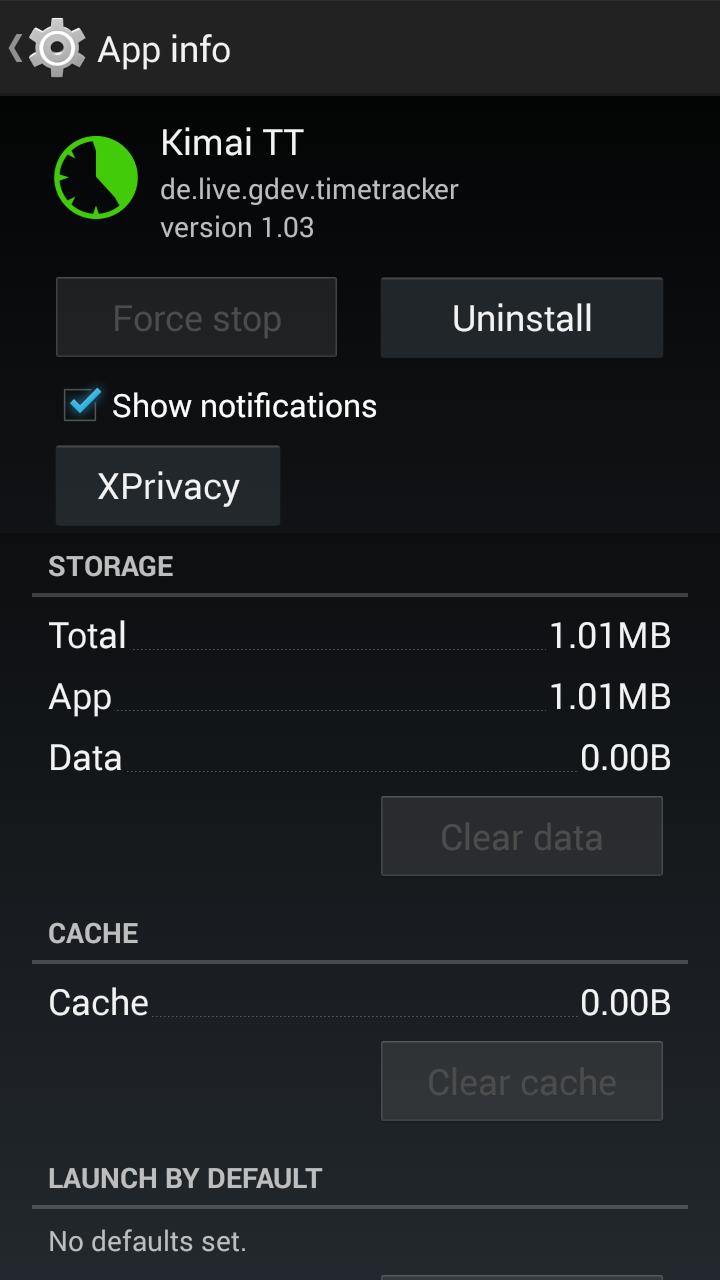 App info
Kimai TT
de.live.gdev.timetracker
version 1.03
Force stop
Uninstall
Show notifications
XPrivacy
STORAGE
Total 1.01MB
App 1.01MB
Data 0.00B
Clear data
CACHE
Cache 0.00B
Clear cache
LAUNCH BY DEFAULT
No defaults set.